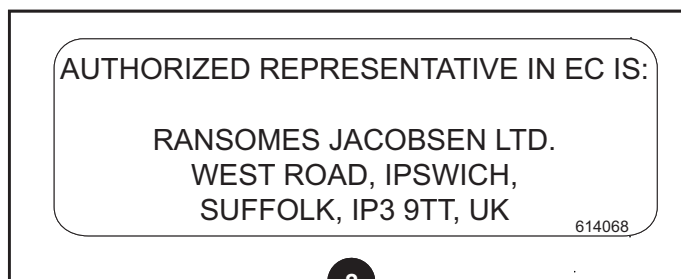 AUTHORIZED REPRESENTATIVE IN EC IS:
RANSOMES JACOBSEN LTD.
WEST ROAD, IPSWICH,
SUFFOLK, IP3 9TT, UK
614068